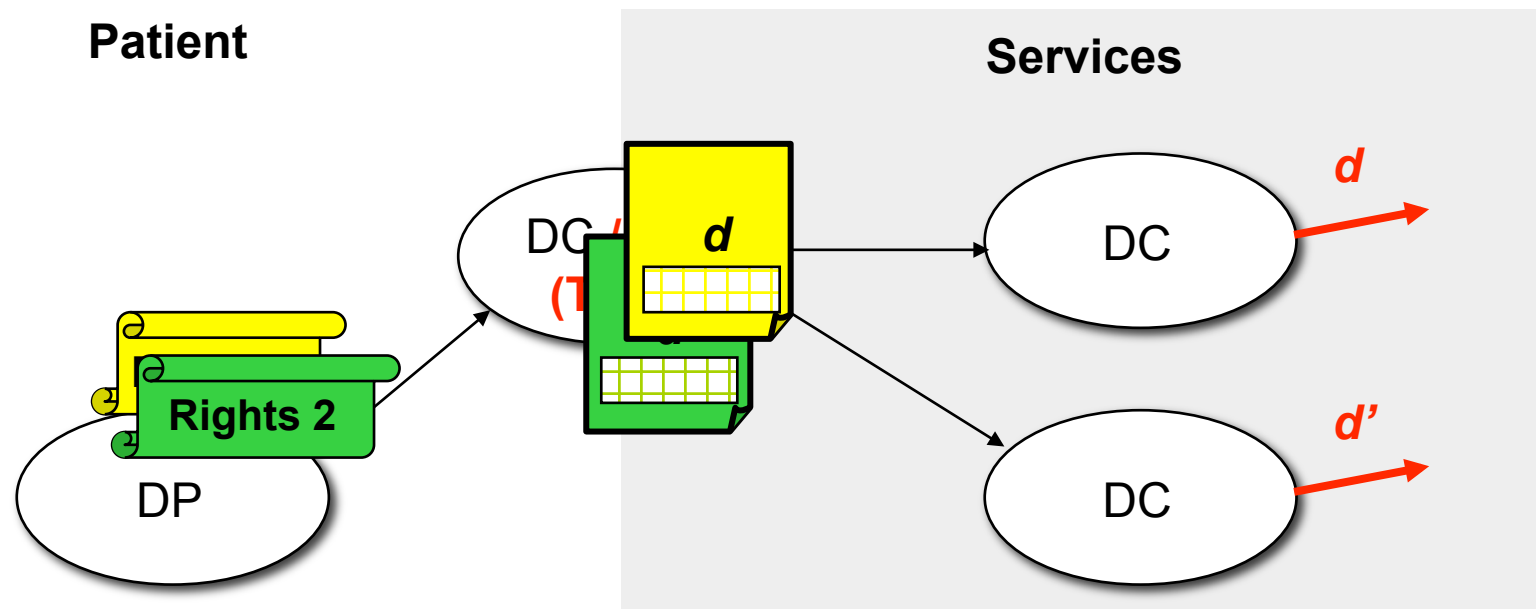 Patient
Services
d
DC
d
DC
Rights 2
DP
d’
DC